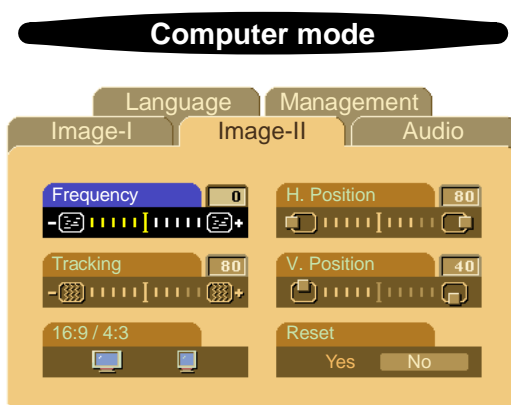 Computer mode
Language Management
Image-I Image-II Audio
Frequency 0
- +
Tracking 80
- +
16:9 / 4:3
H. Position 80
V. Position 40
Reset
Yes No